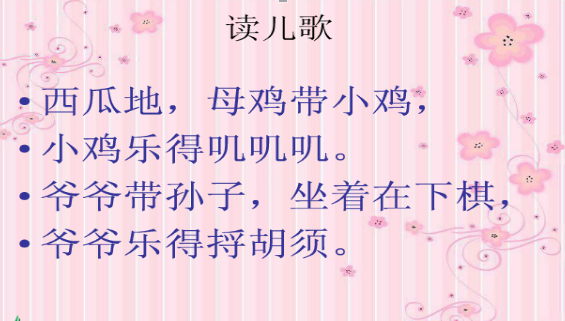 读儿歌
• 西瓜地，母鸡带小鸡，
• 小鸡乐得叽叽叽。
• 爷爷带孙子，坐着在下棋，
• 爷爷乐得捋胡须。